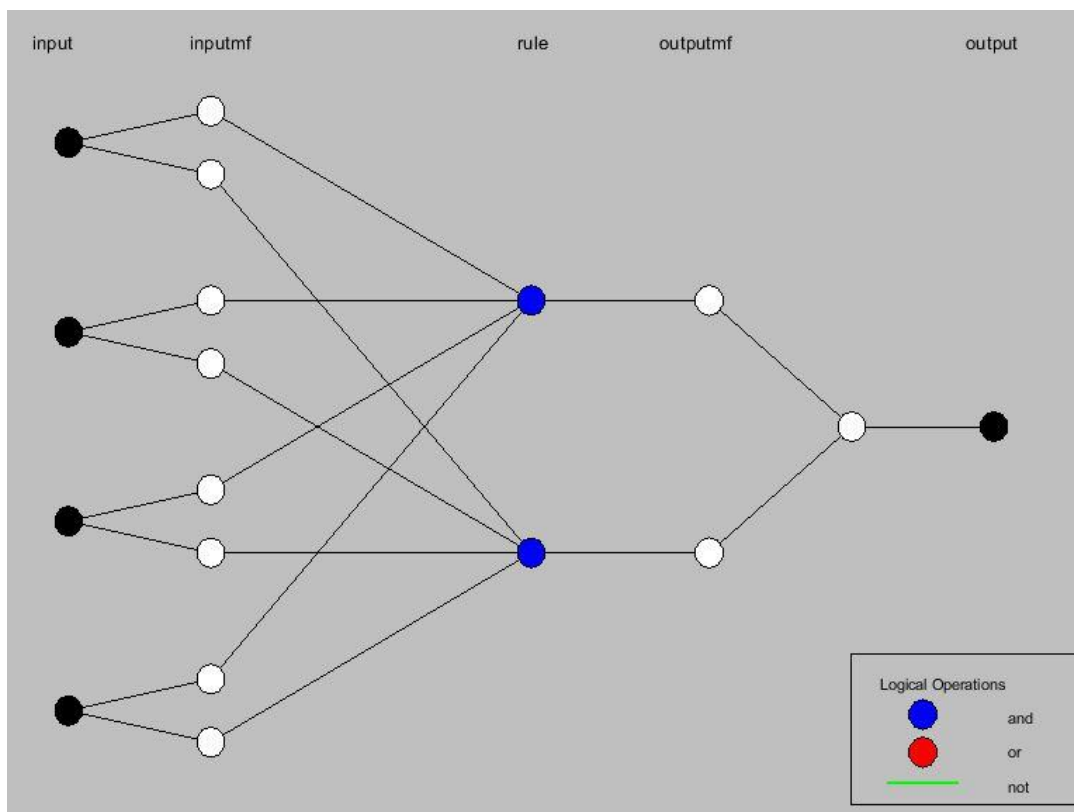 input inputmf rule outputmf output
Logical Operations
and
or
not